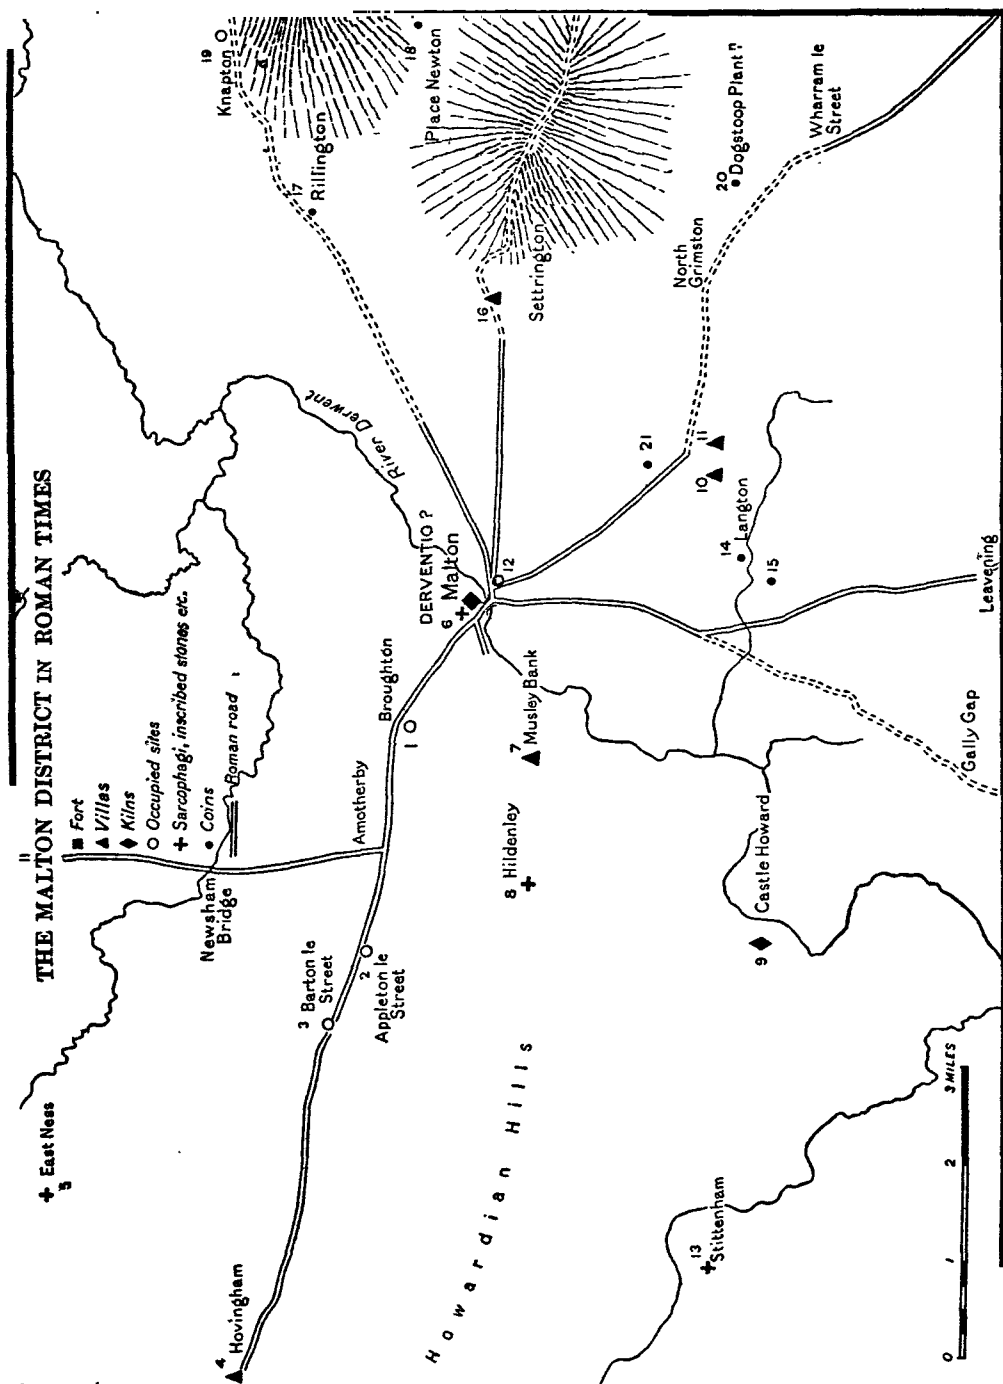 THE MALTON DISTRICT IN ROMAN TIMES
Fort
Villas
Kilns
Occupied sites
Sarcophagi, inscribed stones etc.
Coins
Roman road
5
East Ness
4
Hovingham
3 Barton le
Street
2
Appleton le
Street
Newsham
Bridge
Amotherby
1
Broughton
6
DERVENTIO ?
Malton
12
River Derwent
17
Rillington
19
Knapton
18
Place Newton
16
Settrington
North
Grimston
20
Dogstoop Plantn
Wharram le
Street
21
11
10
14
Langton
15
Leavening
Gally Gap
7
Musley Bank
8 Hildenley
Castle Howard
9
Howardian Hills
13
Stittenham
0 1 2 3 MILES